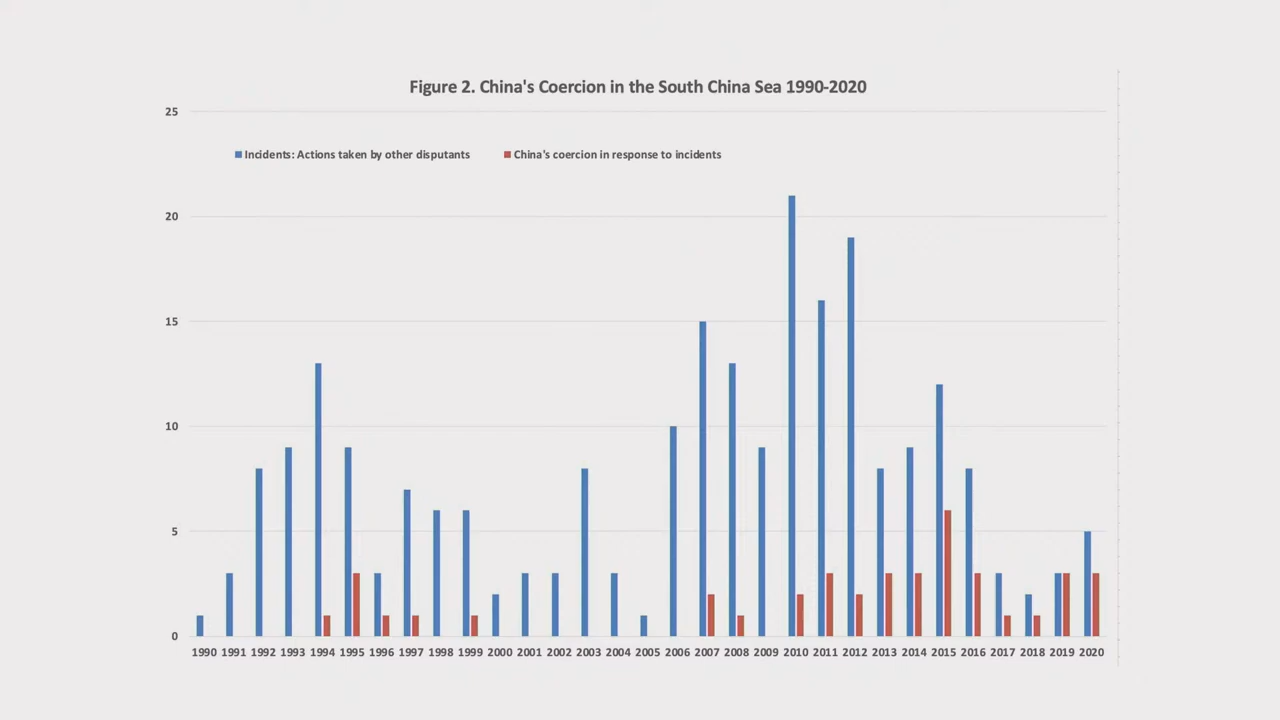 Figure 2. China's Coercion in the South China Sea 1990-2020
25
Incidents: Actions taken by other disputants China's coercion in response to incidents
20
15
10
5
0
1990 1991 1992 1993 1994 1995 1996 1997 1998 1999 2000 2001 2002 2003 2004 2005 2006 2007 2008 2009 2010 2011 2012 2013 2014 2015 2016 2017 2018 2019 2020